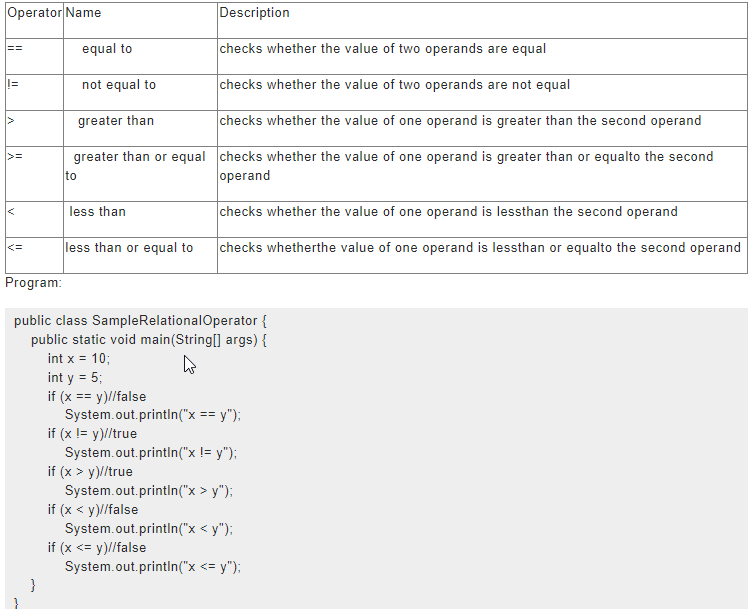 Operator Name Description
== equal to checks whether the value of two operands are equal
!= not equal to checks whether the value of two operands are not equal
> greater than checks whether the value of one operand is greater than the second operand
>= greater than or equal checks whether the value of one operand is greater than or equalto the second
to operand
< less than checks whether the value of one operand is lessthan the second operand
<= less than or equal to checks whetherthe value of one operand is lessthan or equalto the second operand
Program:
public class SampleRelationalOperator {
public static void main(String[] args) {
int x = 10;
int y = 5;
if (x == y)//false
System.out.println("x == y");
if (x != y)//true
System.out.println("x != y");
if (x > y)//true
System.out.println("x > y");
if (x < y)//false
System.out.println("x < y");
if (x <= y)//false
System.out.println("x <= y");
}
}